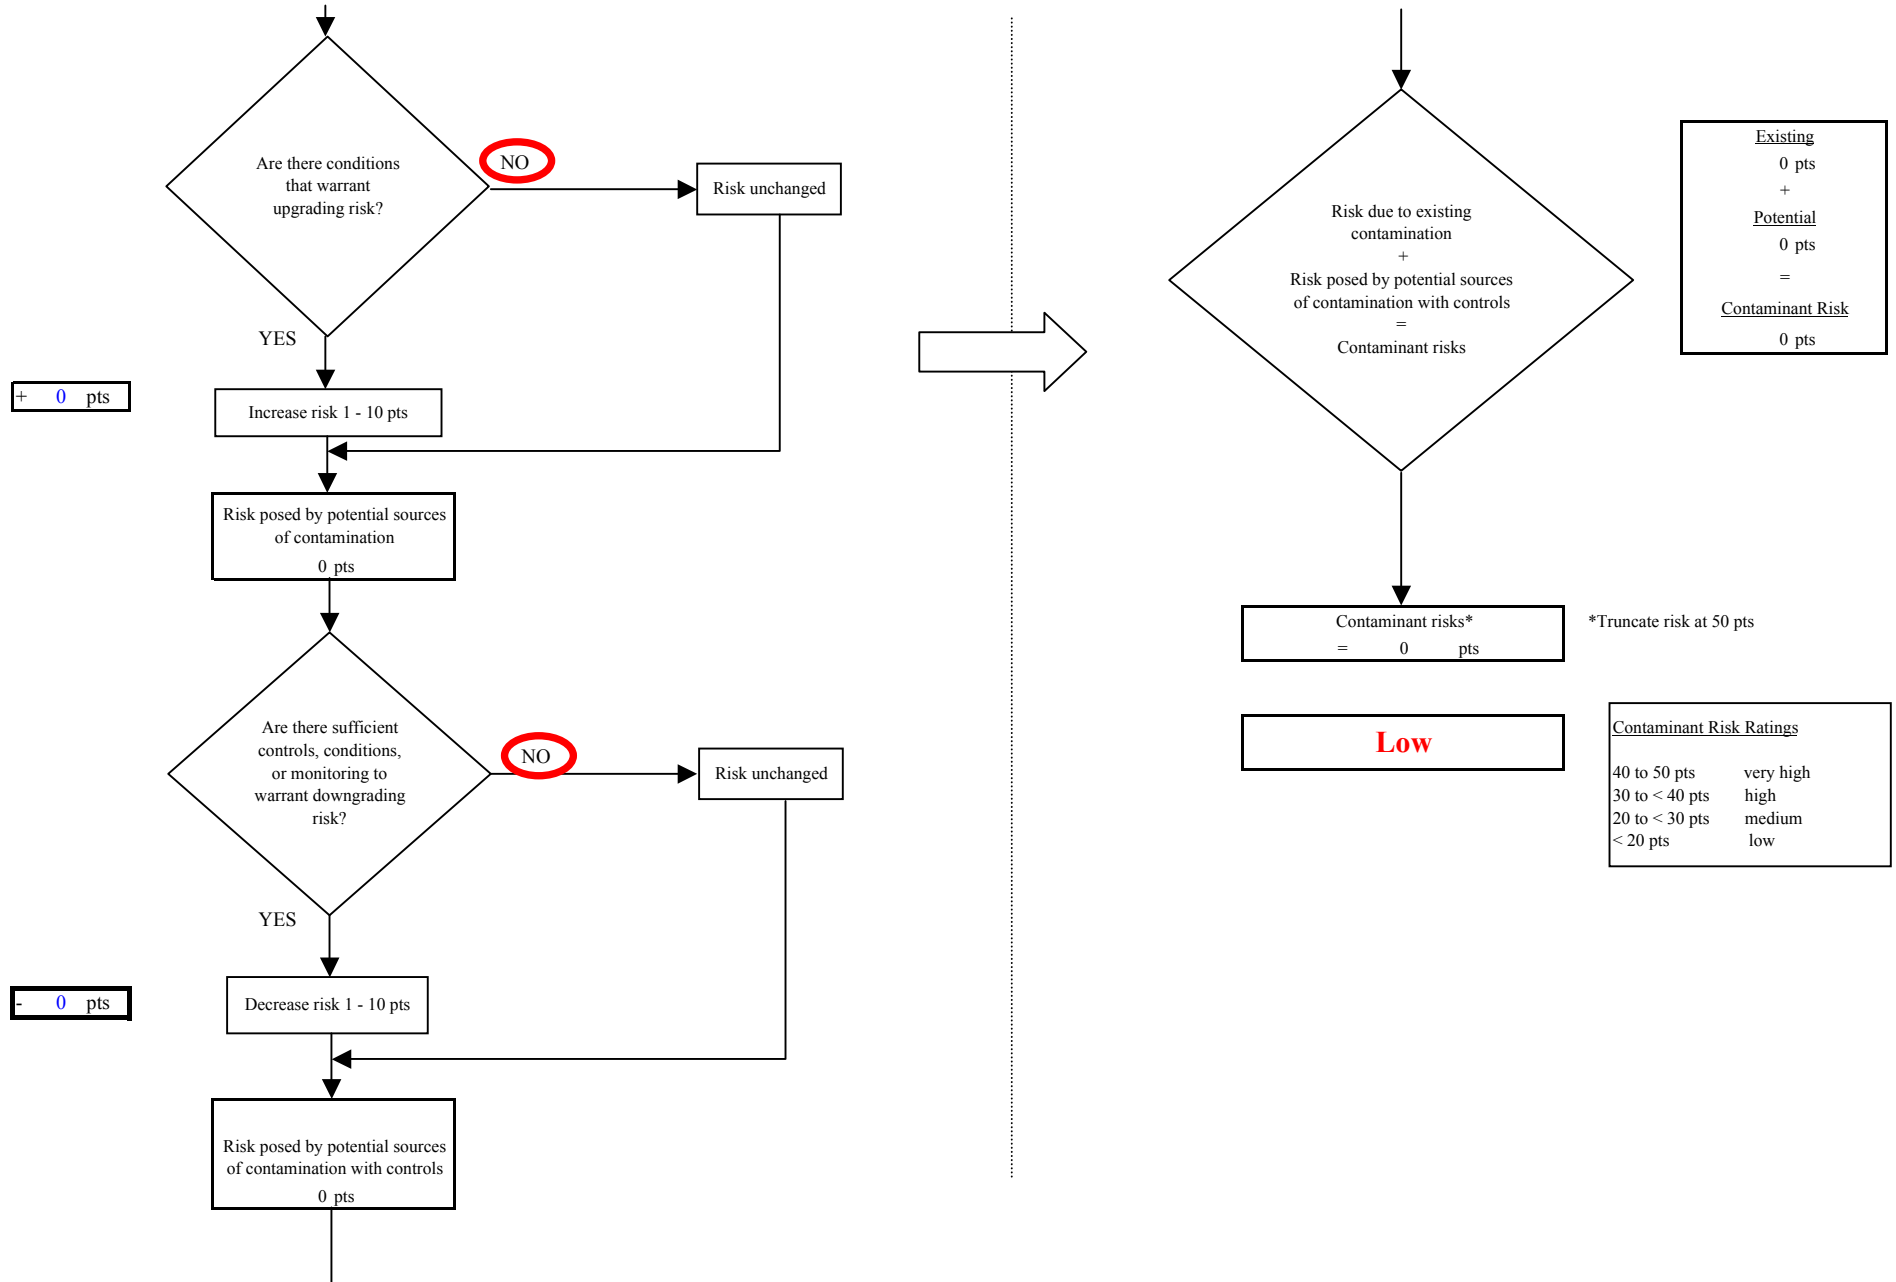 Are there conditions
that warrant
upgrading risk?
NO
Risk unchanged
YES
+ 0 pts
Increase risk 1 - 10 pts
Risk posed by potential sources
of contamination
0 pts
Are there sufficient
controls, conditions,
or monitoring to
warrant downgrading
risk?
NO
Risk unchanged
YES
- 0 pts
Decrease risk 1 - 10 pts
Risk posed by potential sources
of contamination with controls
0 pts
Risk due to existing
contamination
+
Risk posed by potential sources
of contamination with controls
=
Contaminant risks
Existing
0 pts
+
Potential
0 pts
=
Contaminant Risk
0 pts
Contaminant risks*
= 0 pts
*Truncate risk at 50 pts
Low
Contaminant Risk Ratings
40 to 50 pts very high
30 to < 40 pts high
20 to < 30 pts medium
< 20 pts low